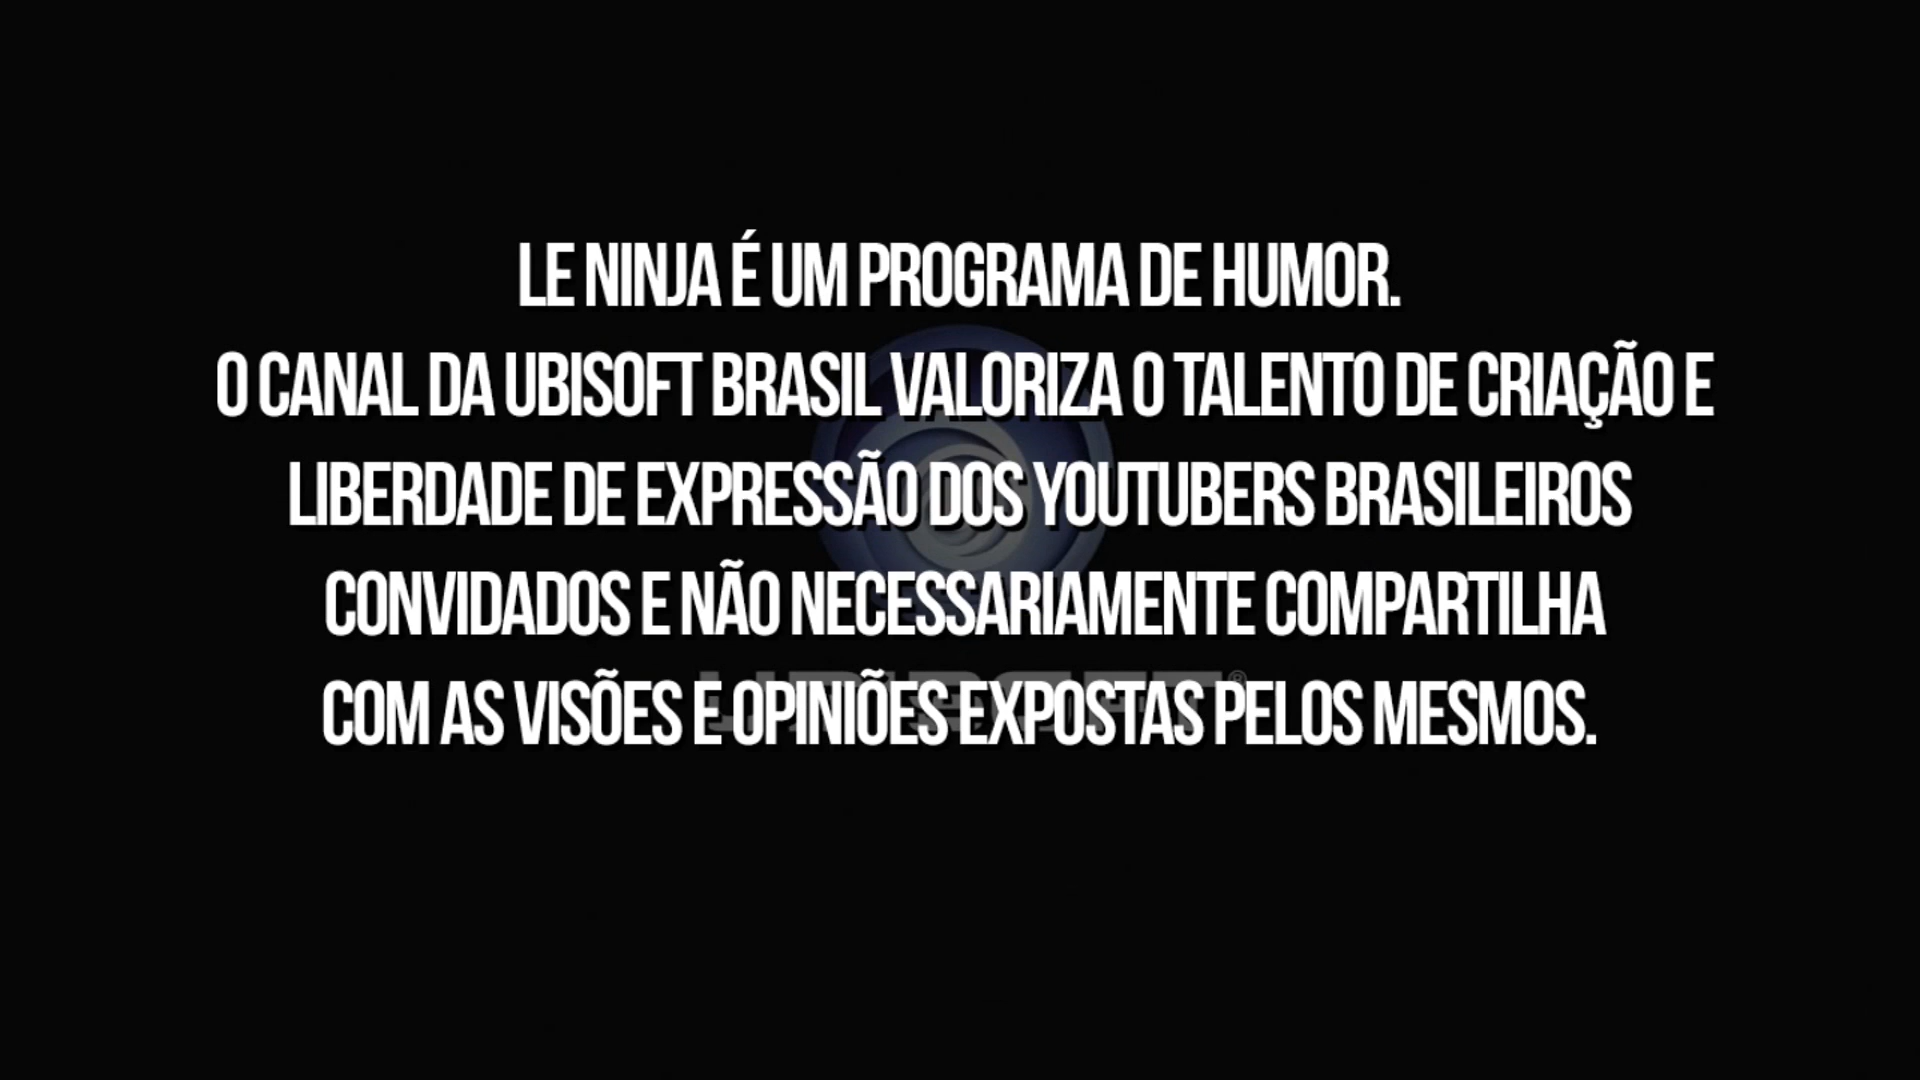 LE NINJA É UM PROGRAMA DE HUMOR.
O CANAL DA UBISOFT BRASIL VALORIZA O TALENTO DE CRIAÇÃO E
LIBERDADE DE EXPRESSÃO DOS YOUTUBERS BRASILEIROS
CONVIDADOS E NÃO NECESSARIAMENTE COMPARTILHA
COM AS VISÕES E OPINIÕES EXPOSTAS PELOS MESMOS.
UBISOFT®